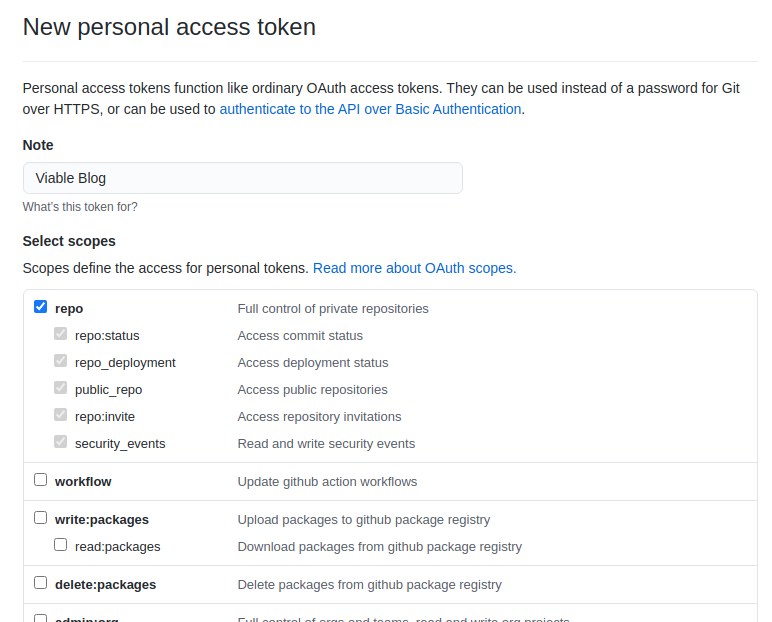 New personal access token
Personal access tokens function like ordinary OAuth access tokens. They can be used instead of a password for Git
over HTTPS, or can be used to authenticate to the API over Basic Authentication.
Note
Viable Blog
What's this token for?
Select scopes
Scopes define the access for personal tokens. Read more about OAuth scopes.
repo Full control of private repositories
repo:status Access commit status
repo_deployment Access deployment status
public_repo Access public repositories
repo:invite Access repository invitations
security_events Read and write security events
workflow Update github action workflows
write:packages Upload packages to github package registry
read:packages Download packages from github package registry
delete:packages Delete packages from github package registry
admin:org Full control of orgs and teams, read and write org projects